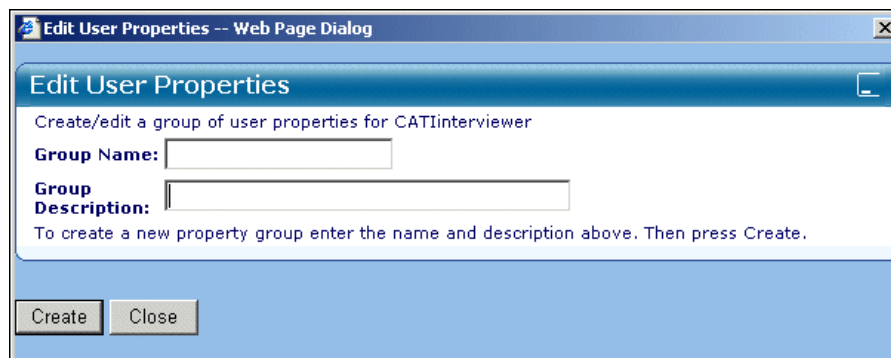 Edit User Properties -- Web Page Dialog
Edit User Properties
Create/edit a group of user properties for CATIinterviewer
Group Name:
Group
Description:
To create a new property group enter the name and description above. Then press Create.
Create Close